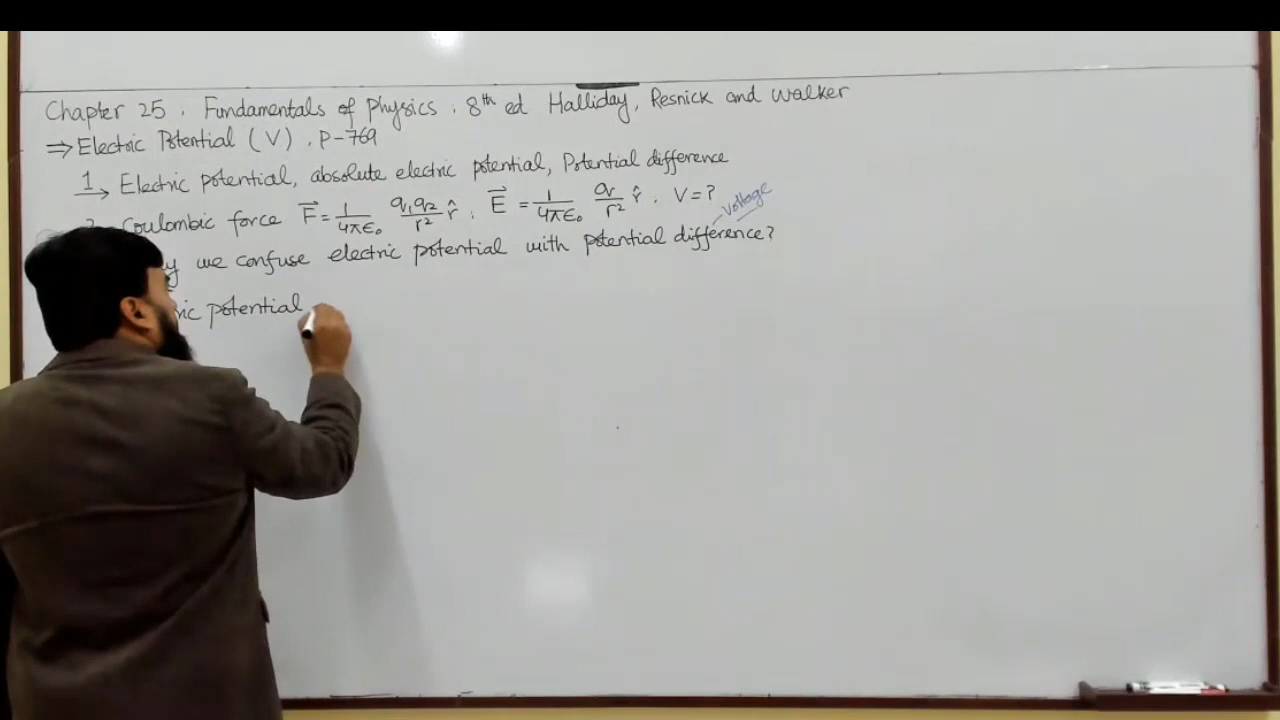 Chapter 25, Fundamentals of Physics, 8th ed Halliday, Resnick and Walker
⇒ Electric Potential (V), P-769
1 → Electric potential, absolute electric potential, Potential difference
Coulombic force F⃗ = 1/4πε₀ q₁q₂/r² r̂, E⃗ = 1/4πε₀ q/r² r̂, V = ?
Voltage
we confuse electric potential with potential difference?
potential